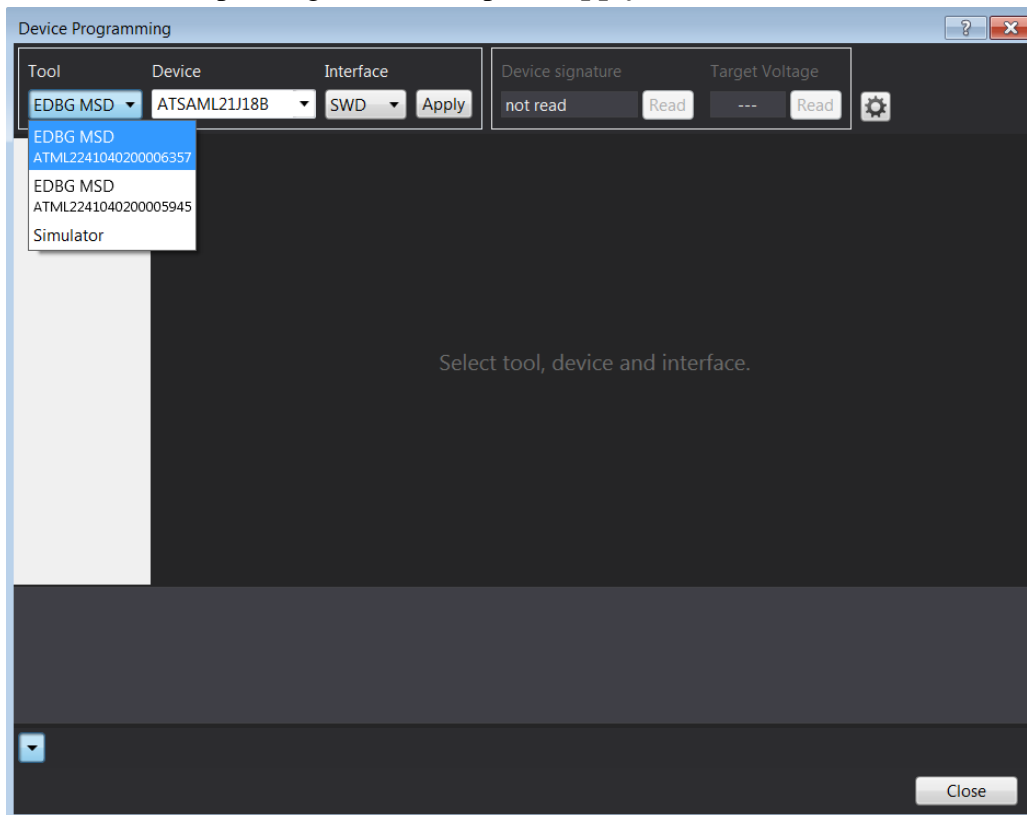 Device Programming
Tool Device Interface Device signature Target Voltage
EDBG MSD ATSAML21J18B SWD Apply not read Read --- Read
EDBG MSD
ATML2241040200006357
EDBG MSD
ATML2241040200005945
Simulator
Select tool, device and interface.
Close